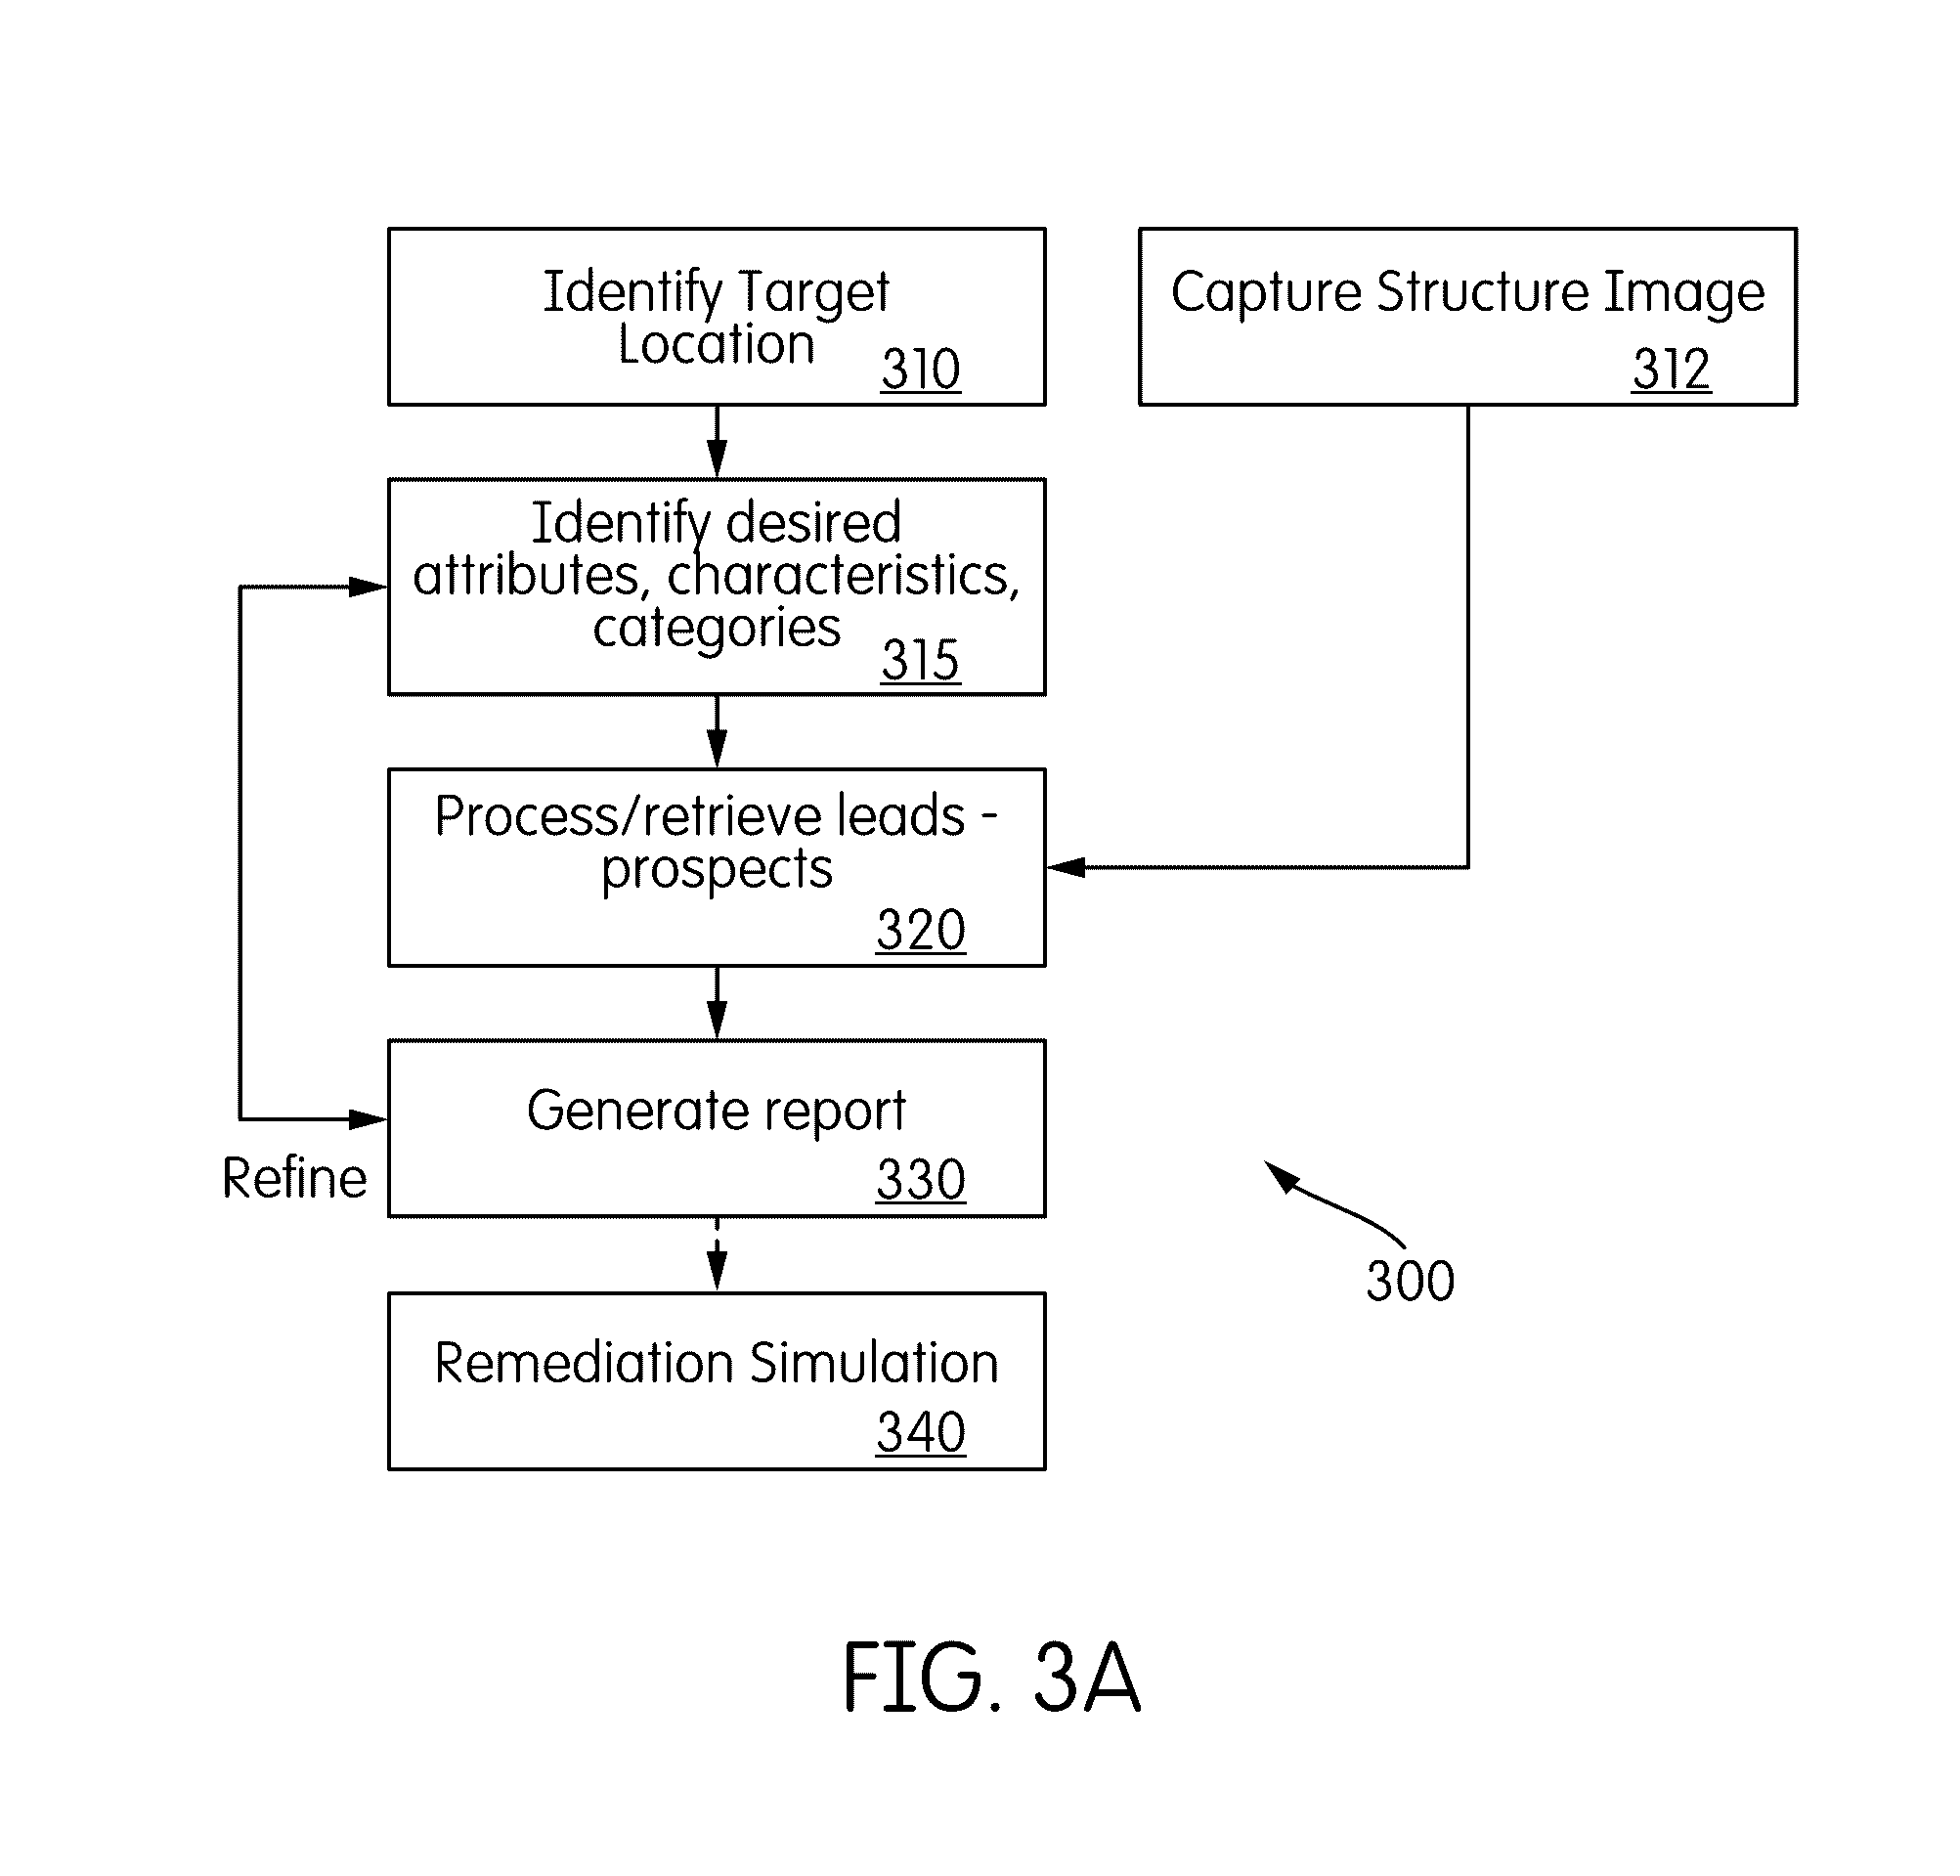 Identify Target
Location
310
Capture Structure Image
312
Identify desired
attributes, characteristics,
categories
315
Process/retrieve leads -
prospects
320
Generate report
330
Refine
300
Remediation Simulation
340
FIG. 3A